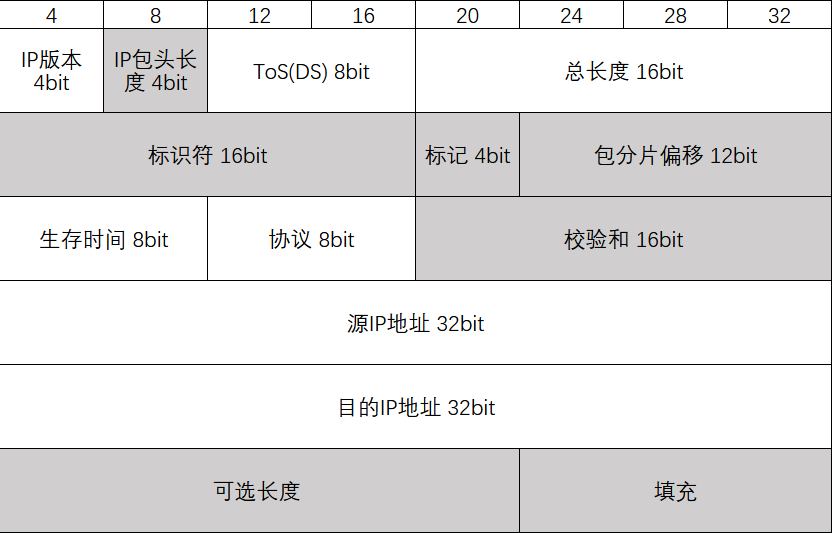 4 8 12 16 20 24 28 32
IP版本
4bit
IP包头长
度 4bit
ToS(DS) 8bit
总长度 16bit
标识符 16bit
标记 4bit
包分片偏移 12bit
生存时间 8bit
协议 8bit
校验和 16bit
源IP地址 32bit
目的IP地址 32bit
可选长度
填充